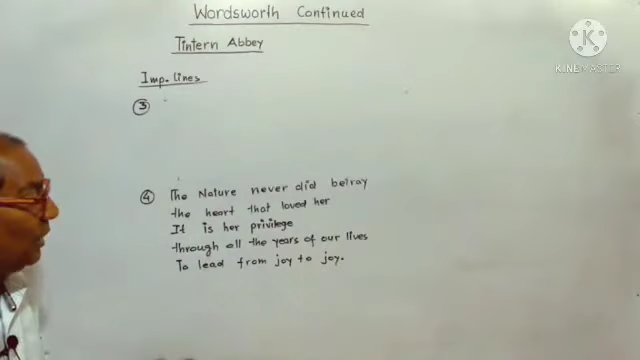 Wordsworth Continued
Tintern Abbey
Imp. lines
3
4 The Nature never did betray
the heart that loved her
It is her privilege
through all the years of our lives
To lead from joy to joy.
K
KINEMASTER